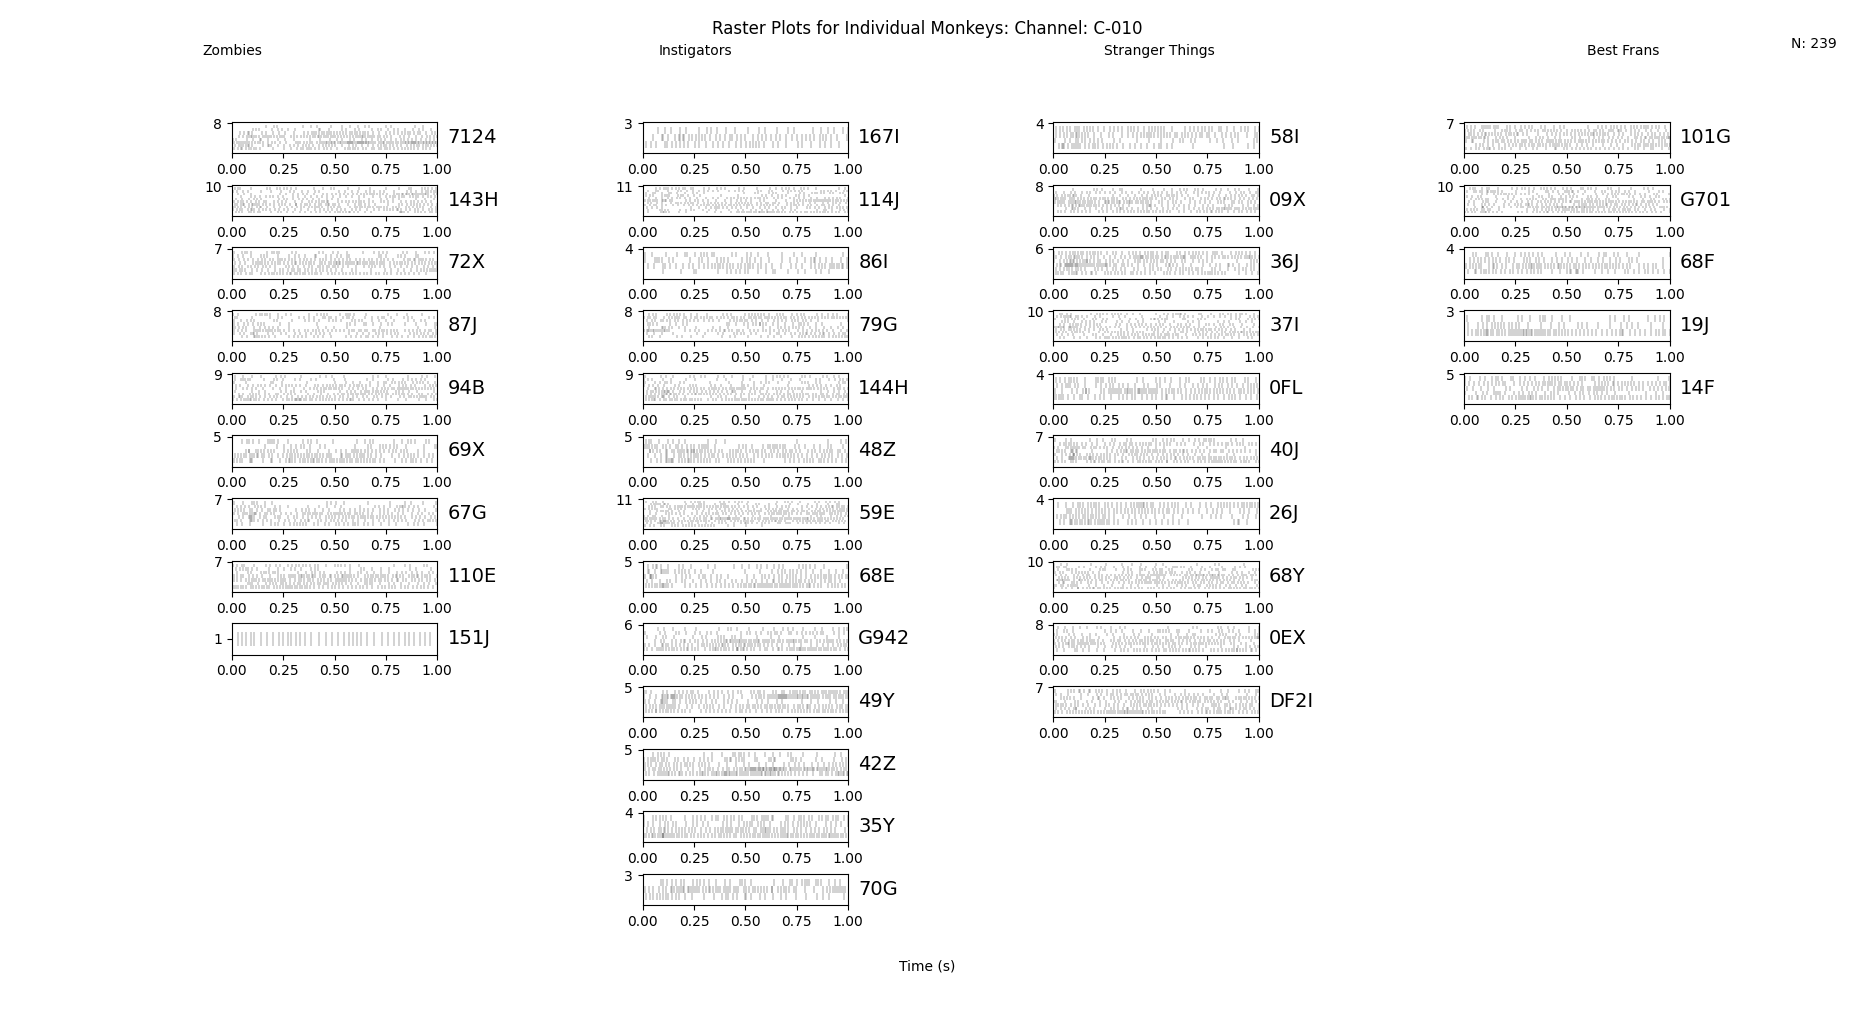 Raster Plots for Individual Monkeys: Channel: C-010
N: 239
Zombies
8
0.00 0.25 0.50 0.75 1.00
7124
10
0.00 0.25 0.50 0.75 1.00
143H
7
0.00 0.25 0.50 0.75 1.00
72X
8
0.00 0.25 0.50 0.75 1.00
87J
9
0.00 0.25 0.50 0.75 1.00
94B
5
0.00 0.25 0.50 0.75 1.00
69X
7
0.00 0.25 0.50 0.75 1.00
67G
7
0.00 0.25 0.50 0.75 1.00
110E
1
0.00 0.25 0.50 0.75 1.00
151J
Instigators
3
0.00 0.25 0.50 0.75 1.00
167I
11
0.00 0.25 0.50 0.75 1.00
114J
4
0.00 0.25 0.50 0.75 1.00
86I
8
0.00 0.25 0.50 0.75 1.00
79G
9
0.00 0.25 0.50 0.75 1.00
144H
5
0.00 0.25 0.50 0.75 1.00
48Z
11
0.00 0.25 0.50 0.75 1.00
59E
5
0.00 0.25 0.50 0.75 1.00
68E
6
0.00 0.25 0.50 0.75 1.00
G942
5
0.00 0.25 0.50 0.75 1.00
49Y
5
0.00 0.25 0.50 0.75 1.00
42Z
4
0.00 0.25 0.50 0.75 1.00
35Y
3
0.00 0.25 0.50 0.75 1.00
70G
Stranger Things
4
0.00 0.25 0.50 0.75 1.00
58I
8
0.00 0.25 0.50 0.75 1.00
09X
6
0.00 0.25 0.50 0.75 1.00
36J
10
0.00 0.25 0.50 0.75 1.00
37I
4
0.00 0.25 0.50 0.75 1.00
0FL
7
0.00 0.25 0.50 0.75 1.00
40J
4
0.00 0.25 0.50 0.75 1.00
26J
10
0.00 0.25 0.50 0.75 1.00
68Y
8
0.00 0.25 0.50 0.75 1.00
0EX
7
0.00 0.25 0.50 0.75 1.00
DF2I
Best Frans
7
0.00 0.25 0.50 0.75 1.00
101G
10
0.00 0.25 0.50 0.75 1.00
G701
4
0.00 0.25 0.50 0.75 1.00
68F
3
0.00 0.25 0.50 0.75 1.00
19J
5
0.00 0.25 0.50 0.75 1.00
14F
Time (s)